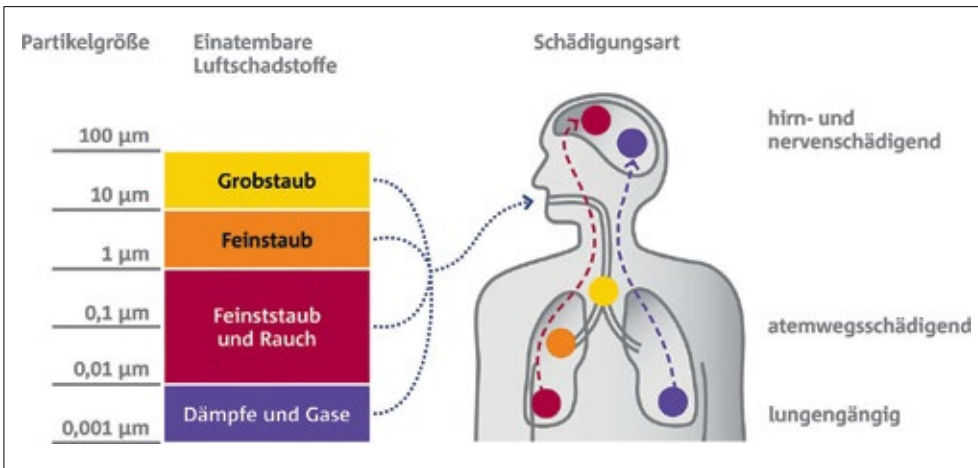 Partikelgröße
Einatembare
Luftschadstoffe
Schädigungsart
100 µm
10 µm
1 µm
0,1 µm
0,01 µm
0,001 µm
Grobstaub
Feinstaub
Feinststaub
und Rauch
Dämpfe und Gase
hirn- und
nervenschädigend
atemwegsschädigend
lungengängig